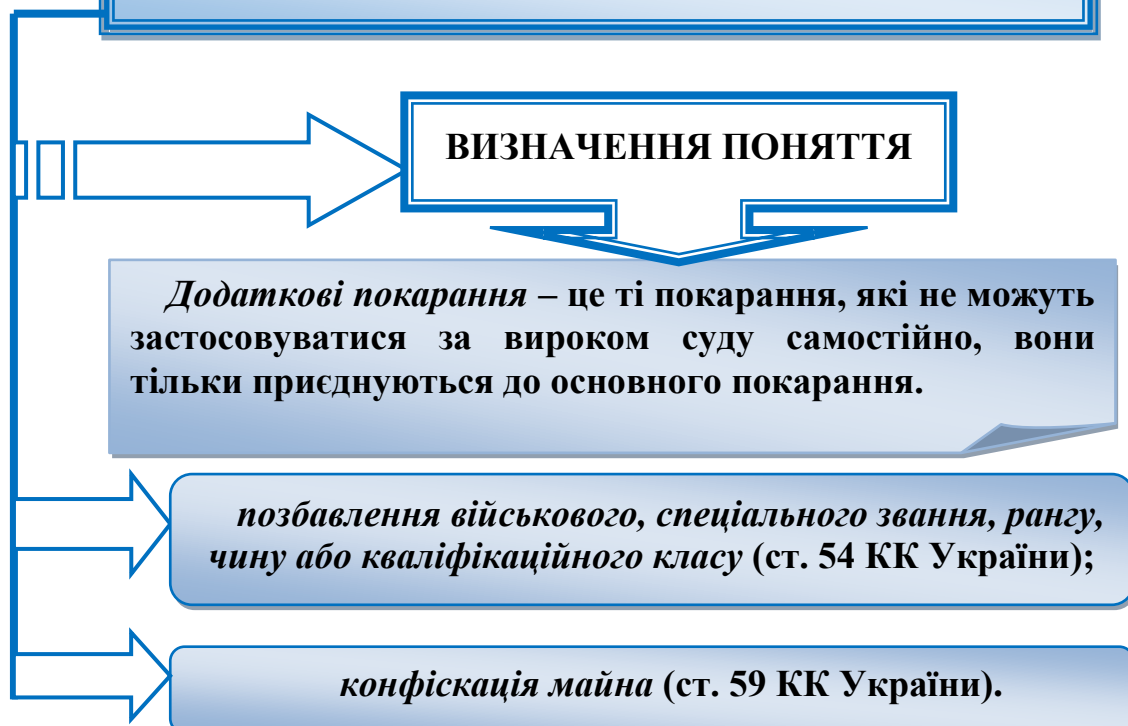 ВИЗНАЧЕННЯ ПОНЯТТЯ
Додаткові покарання – це ті покарання, які не можуть
застосовуватися за вироком суду самостійно, вони
тільки приєднуються до основного покарання.
позбавлення військового, спеціального звання, рангу,
чину або кваліфікаційного класу (ст. 54 КК України);
конфіскація майна (ст. 59 КК України).